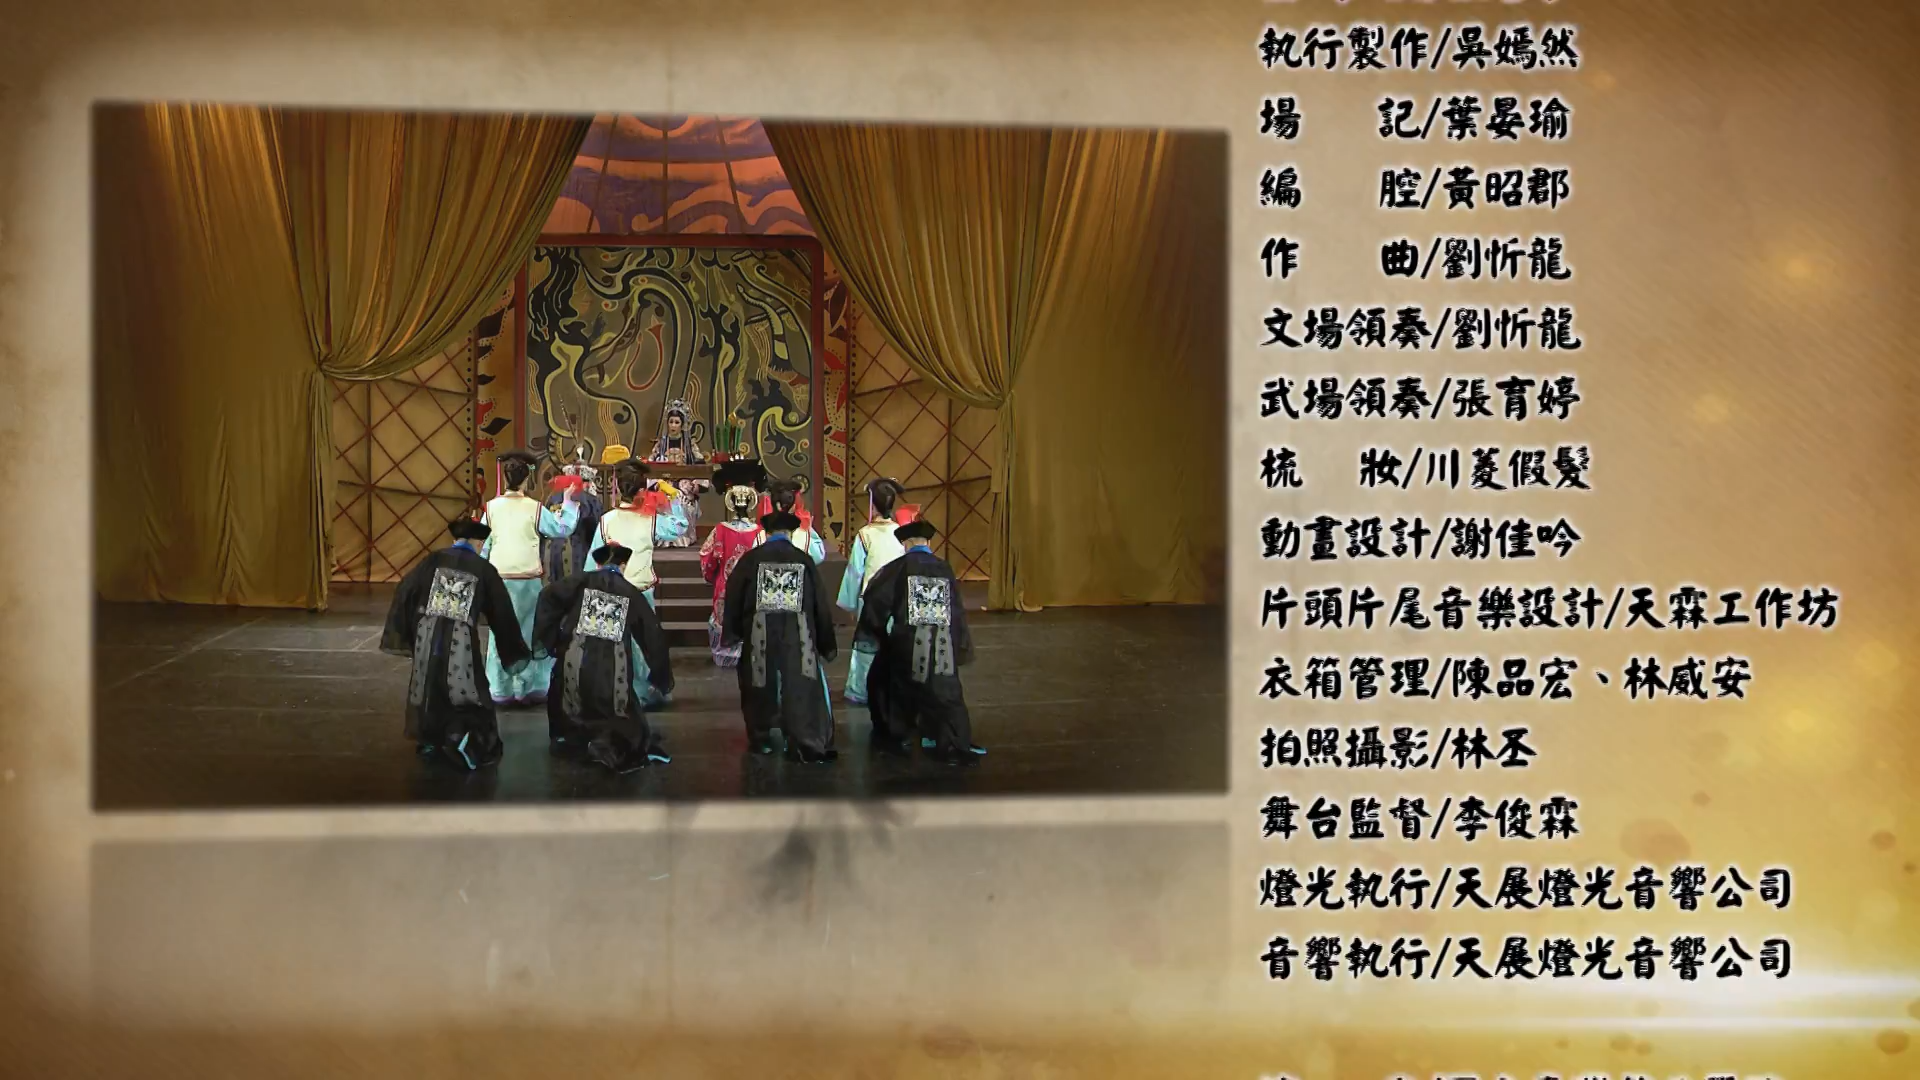 執行製作/吳嫣然
場　　記/葉晏瑜
編　　腔/黃昭郡
作　　曲/劉忻龍
文場領奏/劉忻龍
武場領奏/張育婷
梳　妝/川菱假髮
動畫設計/謝佳吟
片頭片尾音樂設計/天霖工作坊
衣箱管理/陳品宏、林威安
拍照攝影/林丕
舞台監督/李俊霖
燈光執行/天展燈光音響公司
音響執行/天展燈光音響公司